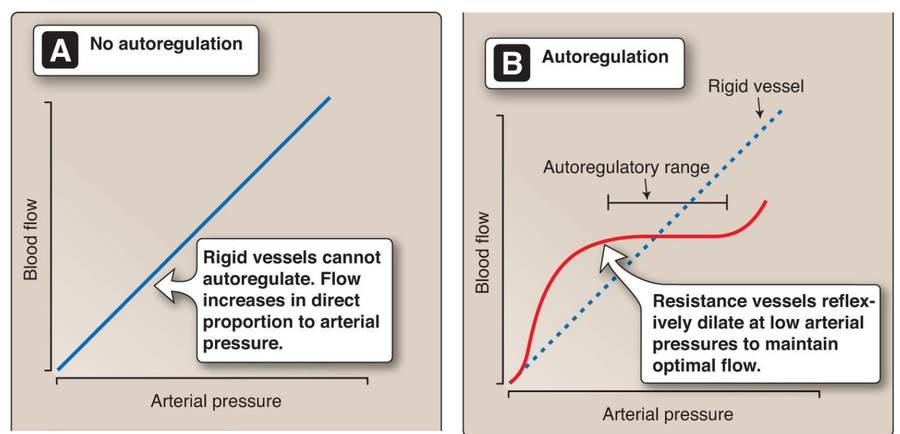 A
No autoregulation
Blood flow
Rigid vessels cannot
autoregulate. Flow
increases in direct
proportion to arterial
pressure.
Arterial pressure
B
Autoregulation
Rigid vessel
Autoregulatory range
Blood flow
Resistance vessels reflex-
ively dilate at low arterial
pressures to maintain
optimal flow.
Arterial pressure